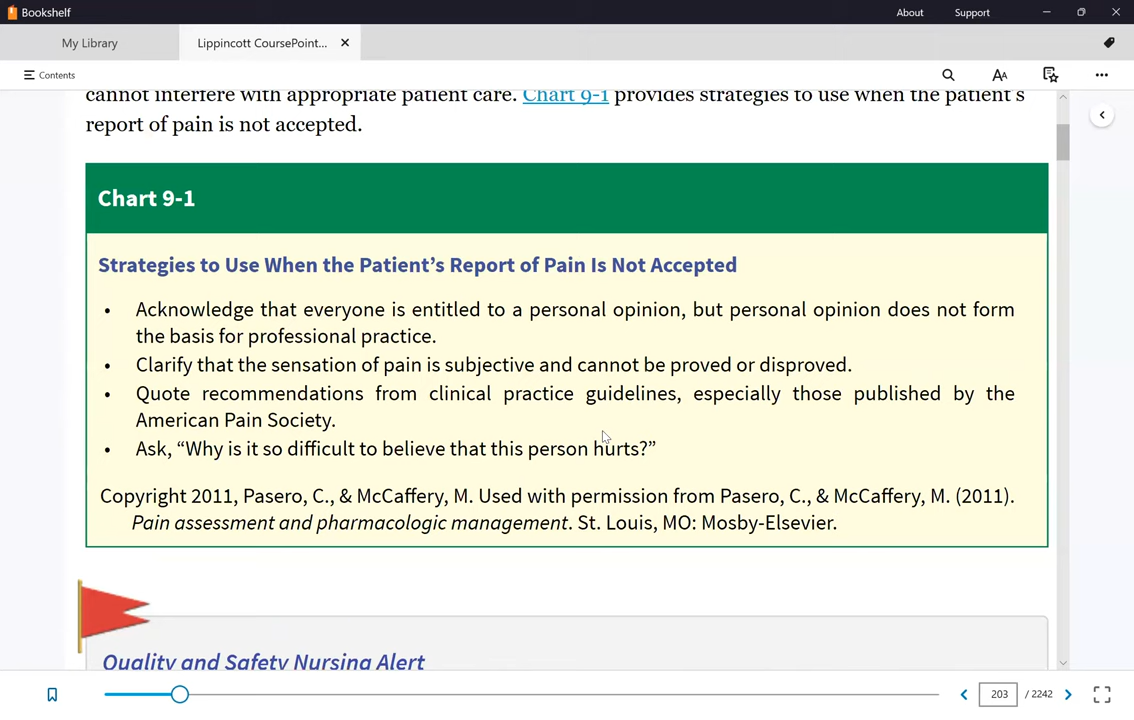 Bookshelf
About
Support
My Library
Lippincott CoursePoint...
Contents
AA
cannot interfere with appropriate patient care. Chart 9-1 provides strategies to use when the patient's
report of pain is not accepted.
Chart 9-1
Strategies to Use When the Patient's Report of Pain Is Not Accepted
• Acknowledge that everyone is entitled to a personal opinion, but personal opinion does not form
the basis for professional practice.
• Clarify that the sensation of pain is subjective and cannot be proved or disproved.
• Quote recommendations from clinical practice guidelines, especially those published by the
American Pain Society.
• Ask, “Why is it so difficult to believe that this person hurts?”
Copyright 2011, Pasero, C., & McCaffery, M. Used with permission from Pasero, C., & McCaffery, M. (2011).
Pain assessment and pharmacologic management. St. Louis, MO: Mosby-Elsevier.
Quality and Safety Nursing Alert
203 / 2242